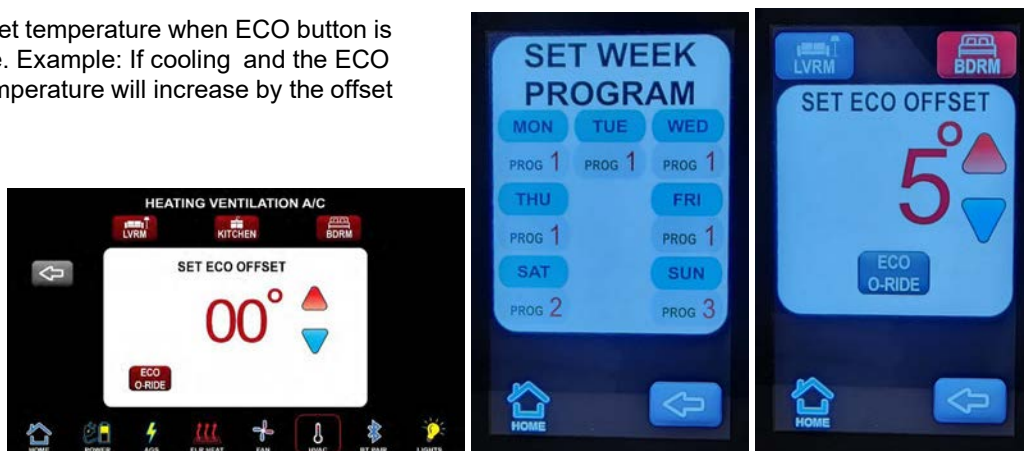 et temperature when ECO button is
e. Example: If cooling and the ECO
mperature will increase by the offset
HEATING VENTILATION A/C
LVRM KITCHEN BDRM
SET ECO OFFSET
00°
ECO
O-RIDE
HOME POWER AGS FLR HEAT FAN HVAC BT PAIR LIGHTS
SET WEEK
PROGRAM
MON TUE WED
PROG 1 PROG 1 PROG 1
THU FRI
PROG 1 PROG 1
SAT SUN
PROG 2 PROG 3
HOME
LVRM BDRM
SET ECO OFFSET
5°
ECO
O-RIDE
HOME